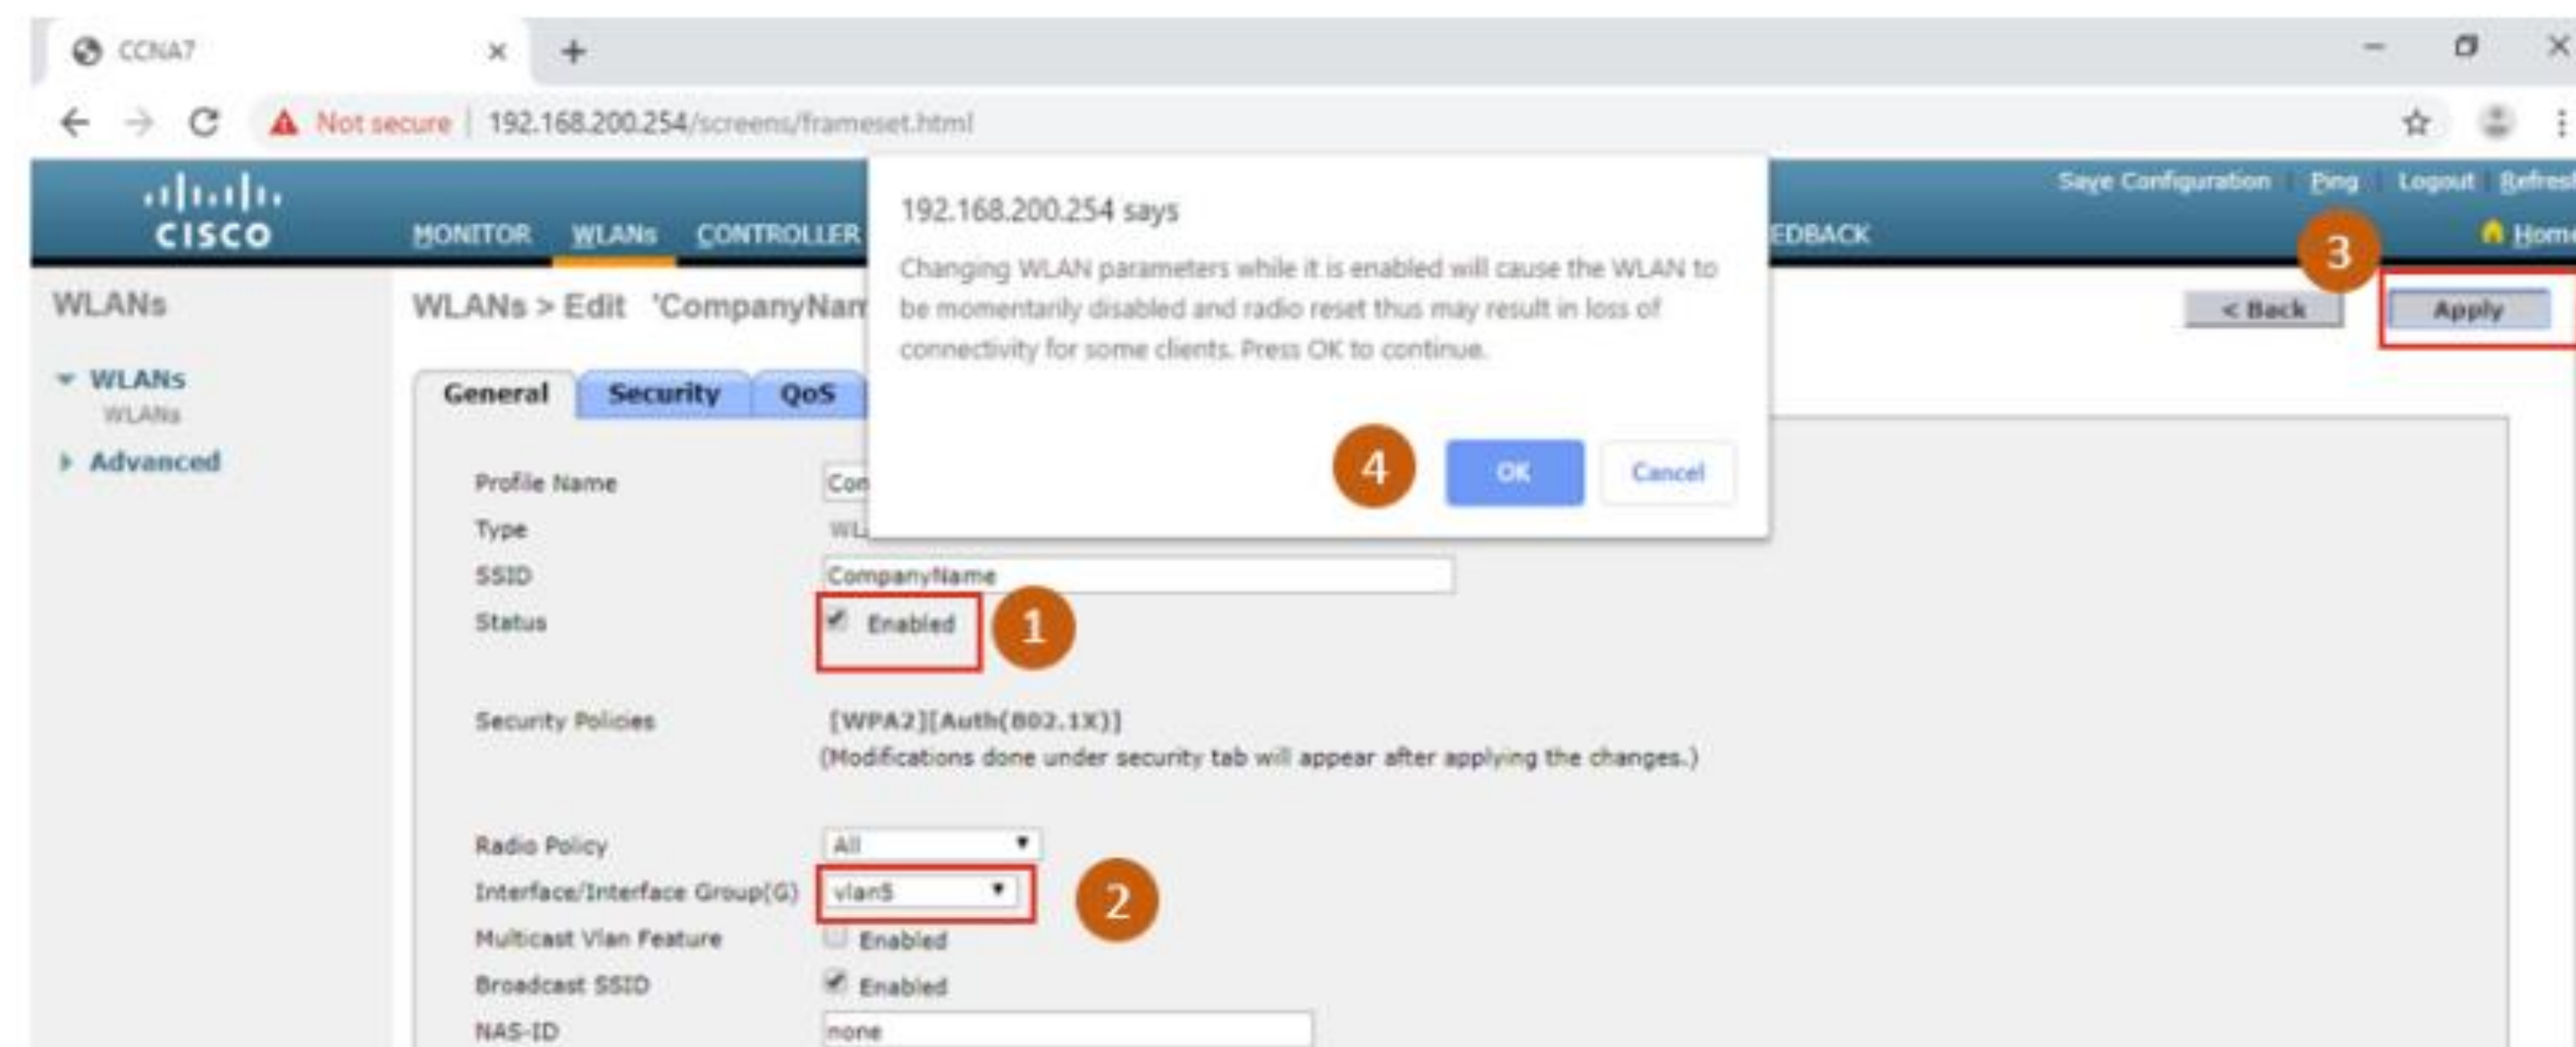 CCNA7
Not secure | 192.168.200.254/screens/frameset.html
Save Configuration Ping Logout Refresh
CISCO
MONITOR WLANs CONTROLLER EDBACK
Home
3
192.168.200.254 says
Changing WLAN parameters while it is enabled will cause the WLAN to
be momentarily disabled and radio reset thus may result in loss of
connectivity for some clients. Press OK to continue.
4 OK Cancel
WLANs
WLANs > Edit 'CompanyNam
< Back Apply
WLANs
WLANs
Advanced
General Security QoS
Profile Name Com
Type WL
SSID CompanyName
Status Enabled 1
Security Policies [WPA2][Auth(802.1X)]
(Modifications done under security tab will appear after applying the changes.)
Radio Policy All
Interface/Interface Group(G) vlan5 2
Multicast Vlan Feature Enabled
Broadcast SSID Enabled
NAS-ID none